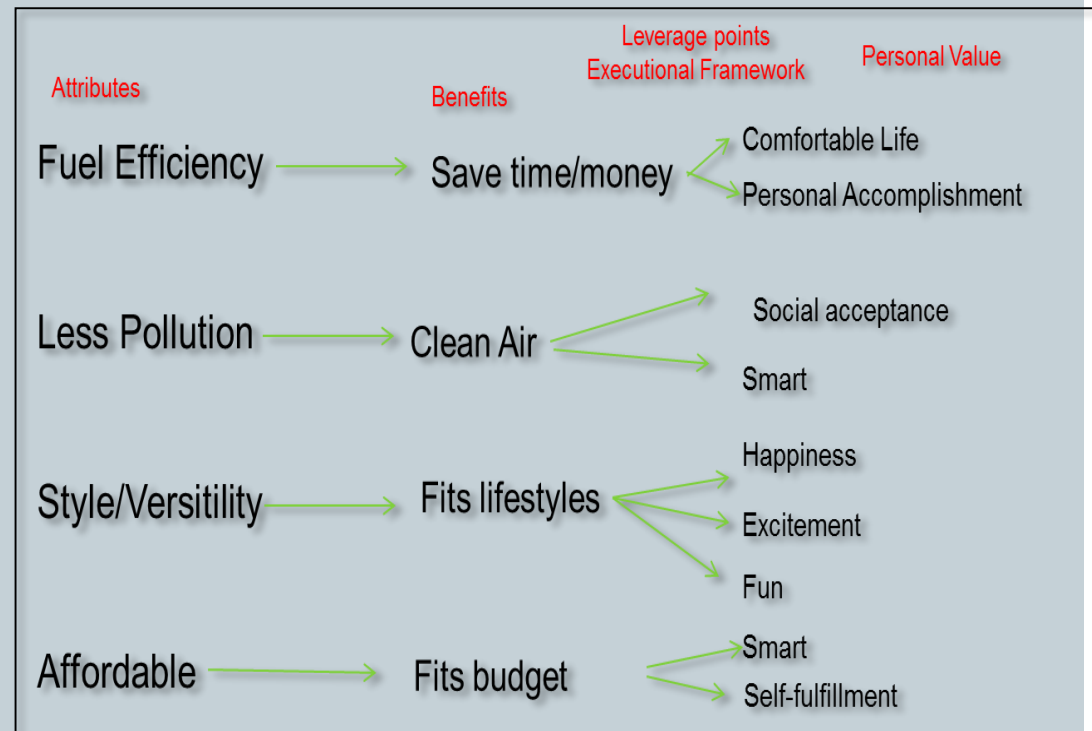 Leverage points
Executional Framework
Personal Value
Attributes
Benefits
Fuel Efficiency
Save time/money
Comfortable Life
Personal Accomplishment
Less Pollution
Clean Air
Social acceptance
Smart
Style/Versitility
Fits lifestyles
Happiness
Excitement
Fun
Affordable
Fits budget
Smart
Self-fulfillment